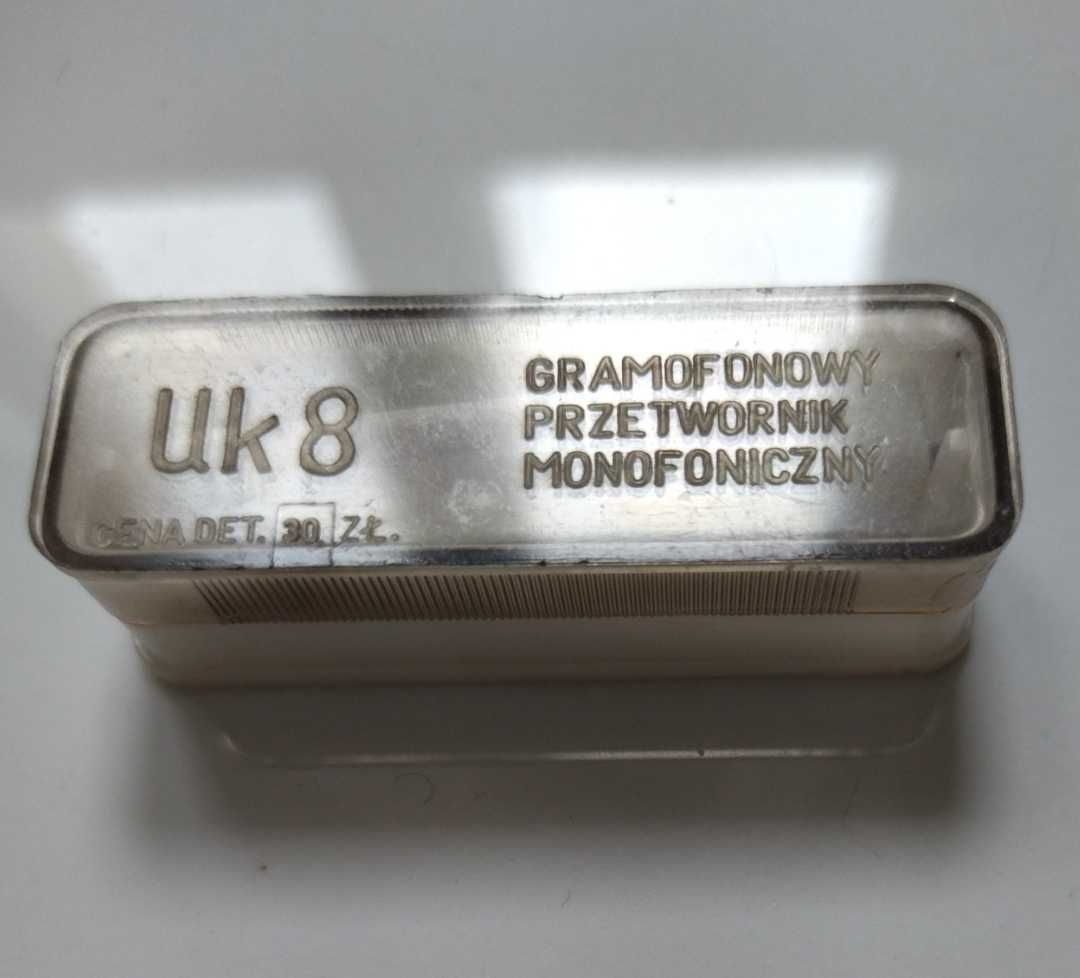 Uk 8
GRAMOFONOWY
PRZETWORNIK
MONOFONICZNY
CENA DET. 30 ZŁ.